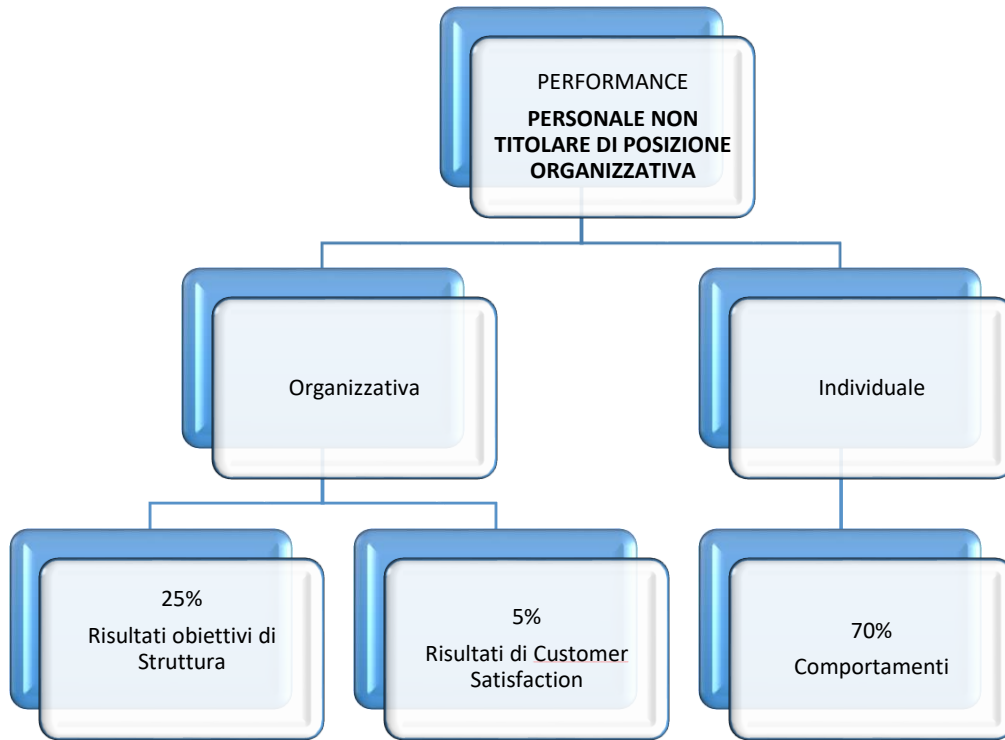 PERFORMANCE
PERSONALE NON
TITOLARE DI POSIZIONE
ORGANIZZATIVA
Organizzativa
Individuale
25%
Risultati obiettivi di
Struttura
5%
Risultati di Customer
Satisfaction
70%
Comportamenti